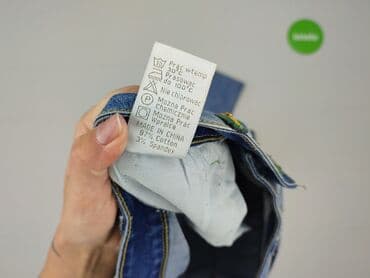 Prać w temp
30°C
Prasować
do 100°C
Nie chlorować
Można Prać
Chemicznie
Można Prać
w pralce
MADE IN CHINA
97% Cotton
3% Spandex